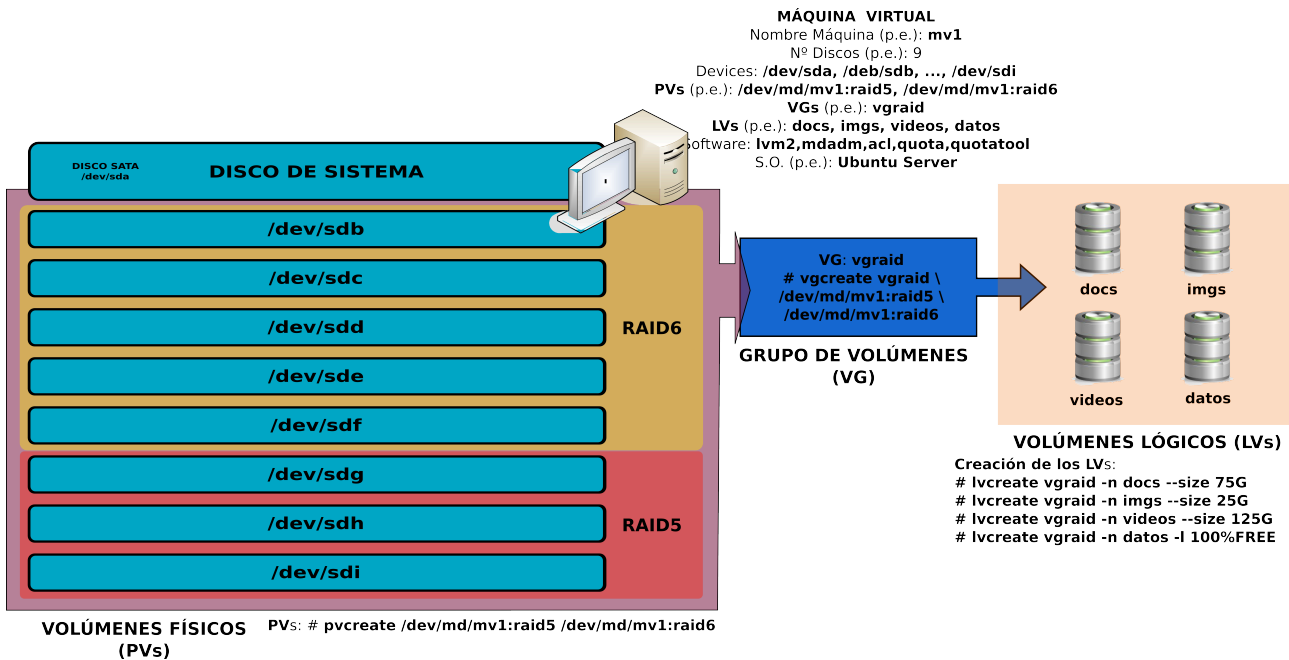 MÁQUINA  VIRTUAL
Nombre Máquina (p.e.): mv1
Nº Discos (p.e.): 9
Devices: /dev/sda, /deb/sdb, ..., /dev/sdi
PVs (p.e.): /dev/md/mv1:raid5, /dev/md/mv1:raid6
VGs (p.e.): vgraid
LVs (p.e.): docs, imgs, videos, datos
Software: lvm2,mdadm,acl,quota,quotatool
S.O. (p.e.): Ubuntu Server
DISCO SATA
/dev/sda
DISCO DE SISTEMA
/dev/sdb
/dev/sdc
/dev/sdd
/dev/sde
/dev/sdf
RAID6
/dev/sdg
/dev/sdh
/dev/sdi
RAID5
VOLÚMENES FÍSICOS
(PVs)
PVs: # pvcreate /dev/md/mv1:raid5 /dev/md/mv1:raid6
VG: vgraid
# vgcreate vgraid \
/dev/md/mv1:raid5 \
/dev/md/mv1:raid6
GRUPO DE VOLÚMENES
(VG)
docs
imgs
videos
datos
VOLÚMENES LÓGICOS (LVs)
Creación de los LVs:
# lvcreate vgraid -n docs --size 75G
# lvcreate vgraid -n imgs --size 25G
# lvcreate vgraid -n videos --size 125G
# lvcreate vgraid -n datos -l 100%FREE